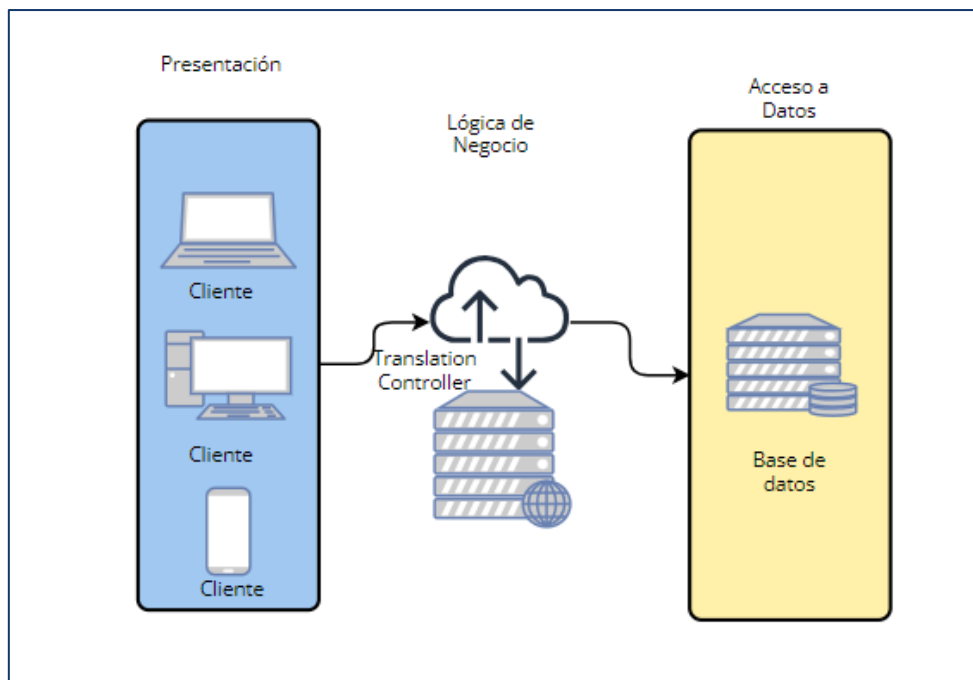 Presentación
Lógica de
Negocio
Acceso a
Datos
Cliente
Cliente
Cliente
Translation
Controller
Base de
datos